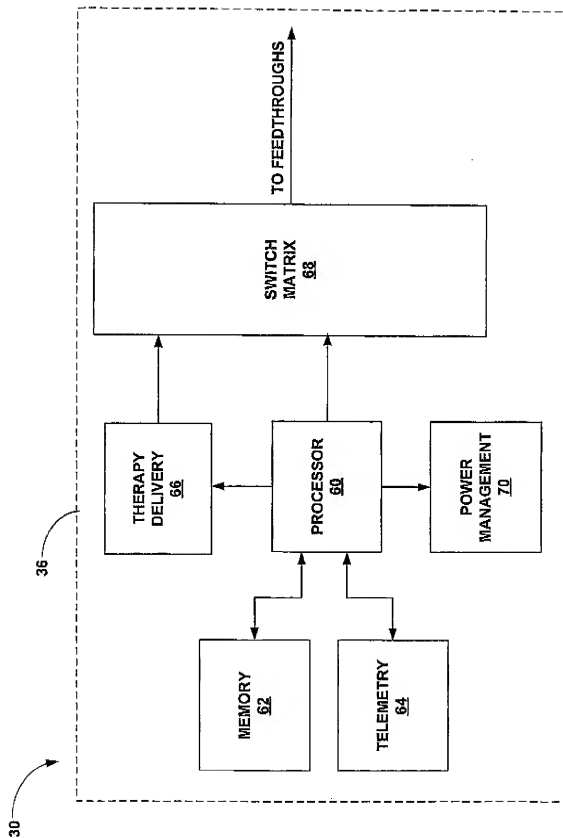 30
36
MEMORY
62
TELEMETRY
64
THERAPY
DELIVERY
66
PROCESSOR
60
POWER
MANAGEMENT
70
SWITCH
MATRIX
68
TO FEEDTHROUGHS